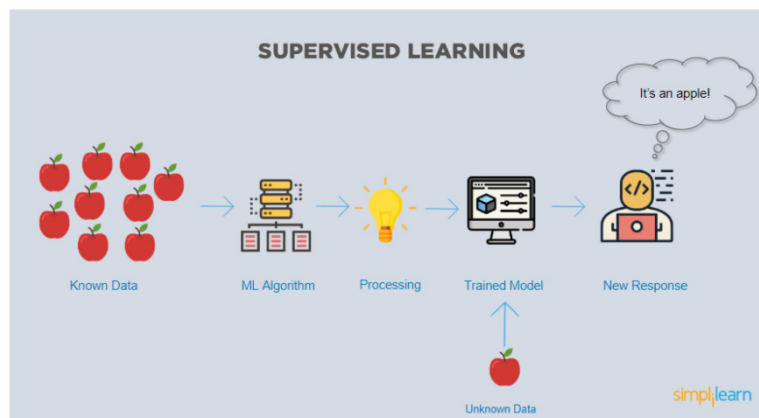 SUPERVISED LEARNING
It's an apple!
</>
Known Data
ML Algorithm
Processing
Trained Model
New Response
Unknown Data
simplilearn